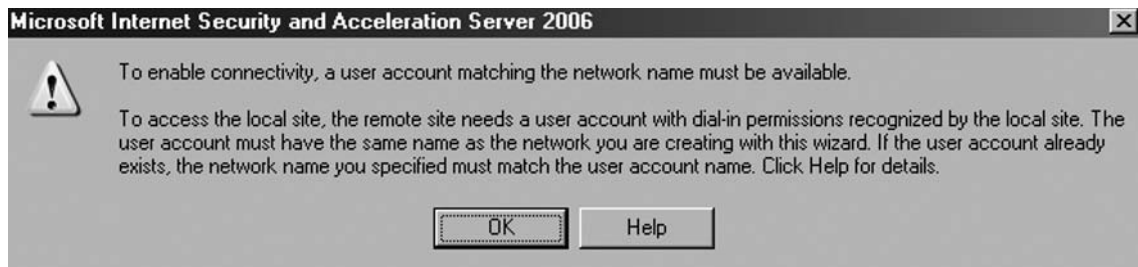 Microsoft Internet Security and Acceleration Server 2006
To enable connectivity, a user account matching the network name must be available.
To access the local site, the remote site needs a user account with dial-in permissions recognized by the local site. The
user account must have the same name as the network you are creating with this wizard. If the user account already
exists, the network name you specified must match the user account name. Click Help for details.
OK Help